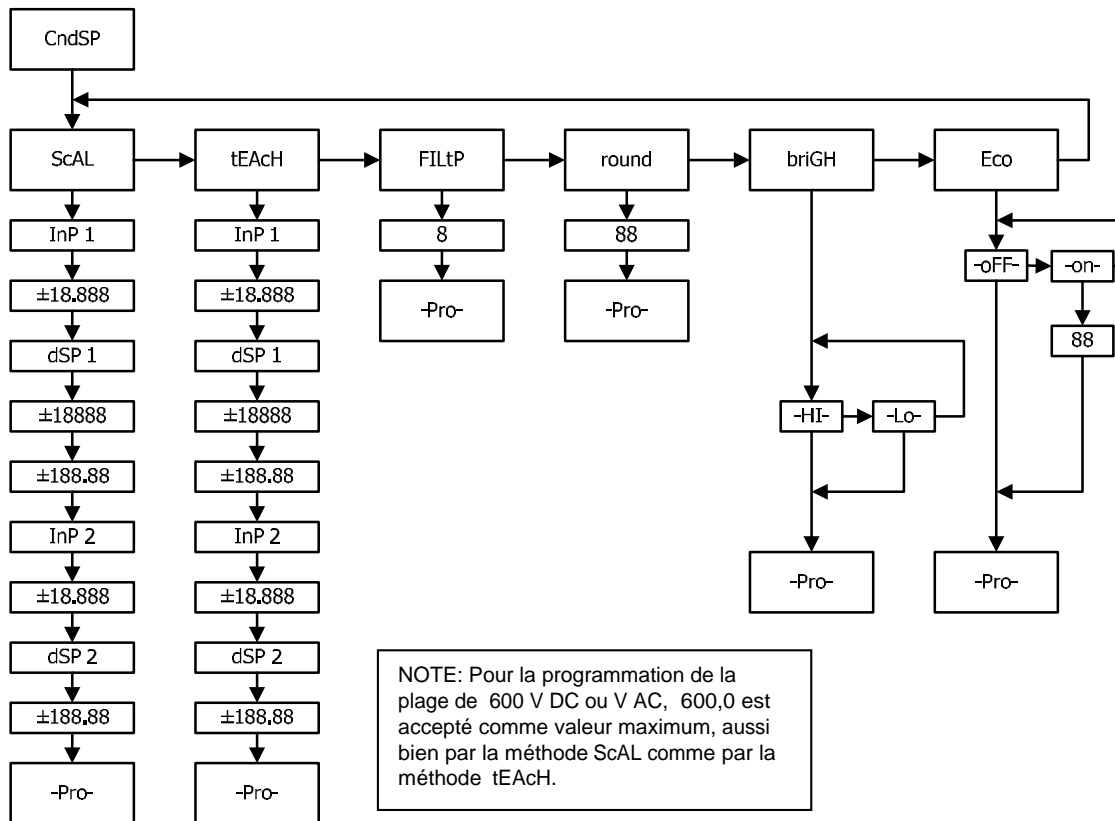 CndSP
ScAL
tEAcH
FILtP
round
briGH
Eco
InP 1
InP 1
8
88
-oFF-
-on-
±18.888
±18.888
-Pro-
-Pro-
88
dSP 1
dSP 1
±18888
±18888
-HI-
-Lo-
±188.88
±188.88
InP 2
InP 2
±18.888
±18.888
-Pro-
-Pro-
dSP 2
dSP 2
±188.88
±188.88
-Pro-
-Pro-
NOTE: Pour la programmation de la
plage de 600 V DC ou V AC, 600,0 est
accepté comme valeur maximum, aussi
bien par la méthode ScAL comme par la
méthode tEAcH.